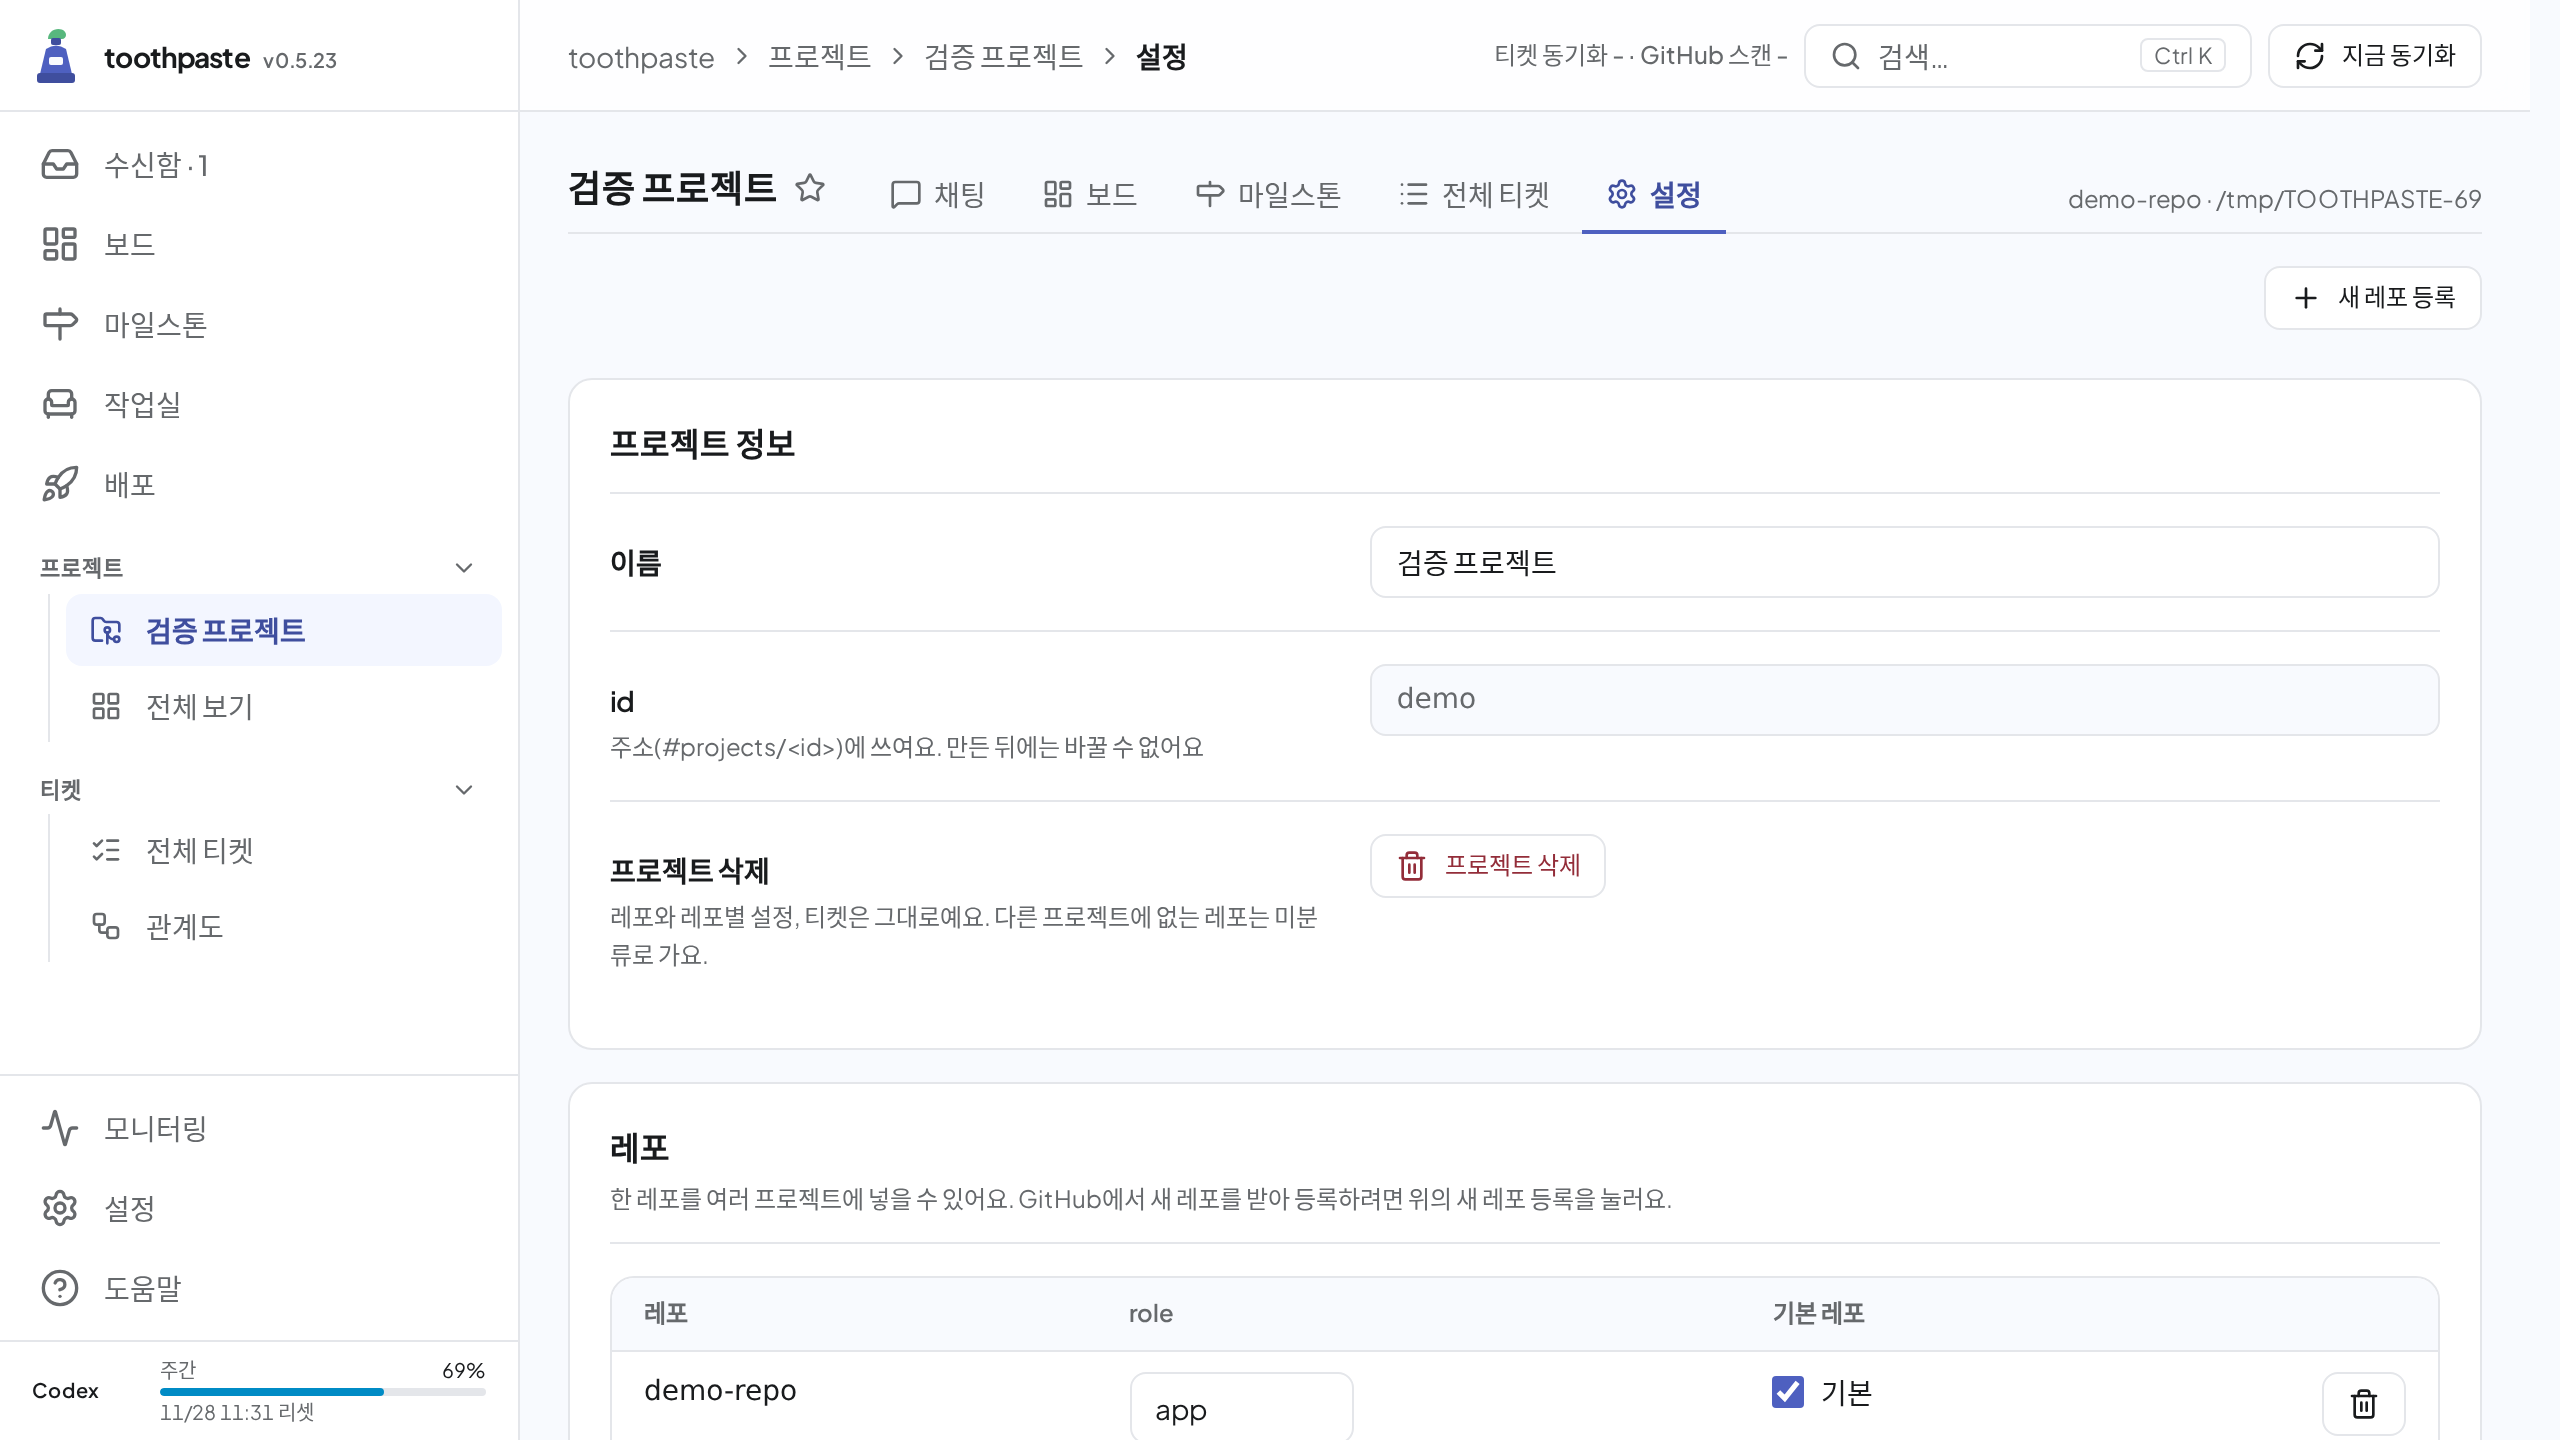 toothpaste v0.5.23
수신함 · 1
보드
마일스톤
작업실
배포
프로젝트
검증 프로젝트
전체 보기
티켓
전체 티켓
관계도
모니터링
설정
도움말
Codex
주간 69%
11/28 11:31 리셋
toothpaste > 프로젝트 > 검증 프로젝트 > 설정
티켓 동기화 - · GitHub 스캔 -
검색... Ctrl K
지금 동기화
검증 프로젝트
채팅 보드 마일스톤 전체 티켓 설정
demo-repo · /tmp/TOOTHPASTE-69
새 레포 등록
프로젝트 정보
이름
검증 프로젝트
id
demo
주소(#projects/<id>)에 쓰여요. 만든 뒤에는 바꿀 수 없어요
프로젝트 삭제
프로젝트 삭제
레포와 레포별 설정, 티켓은 그대로예요. 다른 프로젝트에 없는 레포는 미분
류로 가요.
레포
한 레포를 여러 프로젝트에 넣을 수 있어요. GitHub에서 새 레포를 받아 등록하려면 위의 새 레포 등록을 눌러요.
레포 role 기본 레포
demo-repo app 기본